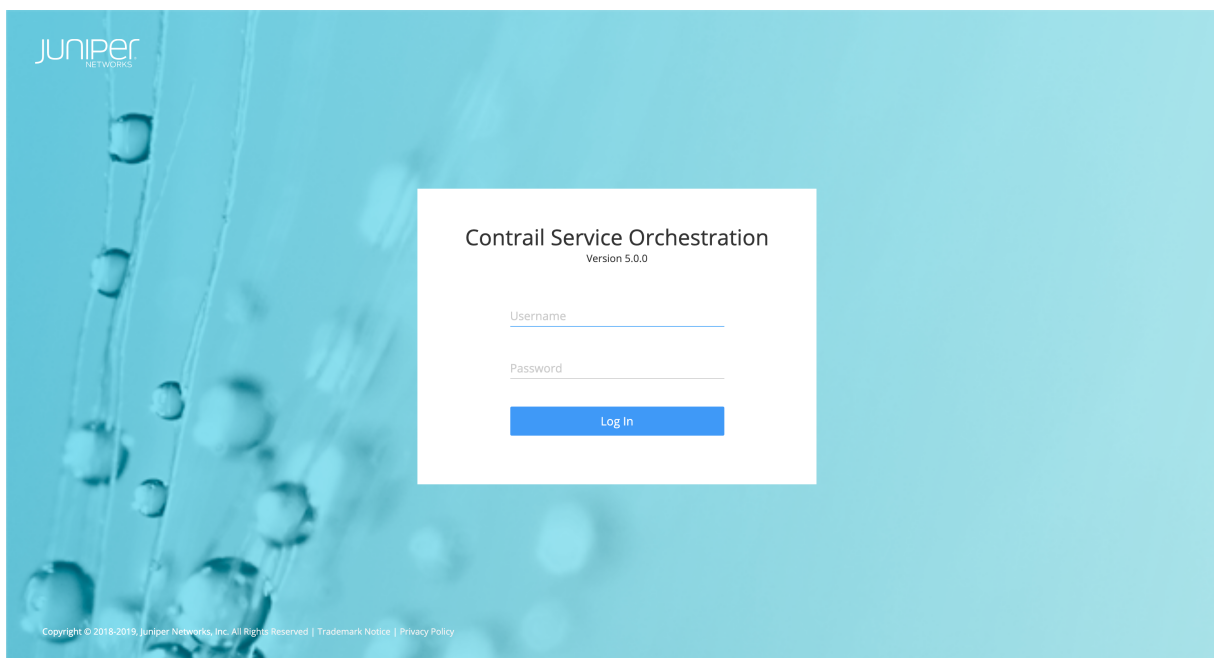 JUNIPER
NETWORKS
Contrail Service Orchestration
Version 5.0.0
Username
Password
Log In
Copyright © 2018-2019, Juniper Networks, Inc. All Rights Reserved | Trademark Notice | Privacy Policy